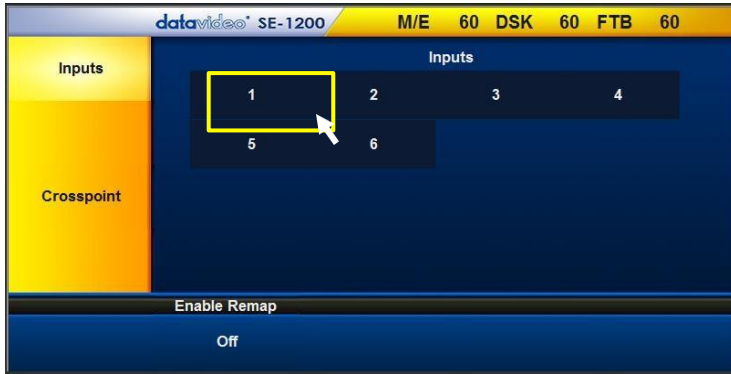 datavideo® SE-1200 M/E 60 DSK 60 FTB 60
Inputs
Inputs
1 2 3 4
5 6
Crosspoint
Enable Remap
Off